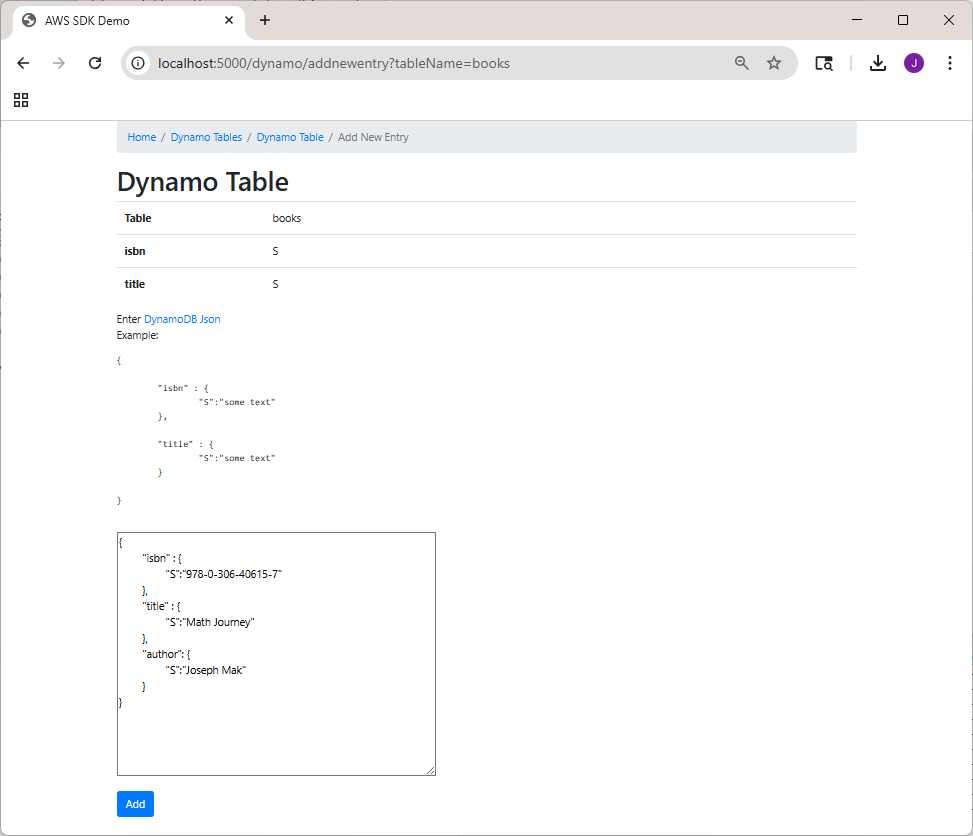 AWS SDK Demo
localhost:5000/dynamo/addnewentry?tableName=books
J
Home / Dynamo Tables / Dynamo Table / Add New Entry
Dynamo Table
Table books
isbn S
title S
Enter DynamoDB Json
Example:
{
"isbn" : {
"S":"some text"
},
"title" : {
"S":"some text"
}
}
{
"isbn" : {
"S":"978-0-306-40615-7"
},
"title" : {
"S":"Math Journey"
},
"author": {
"S":"Joseph Mak"
}
}
Add